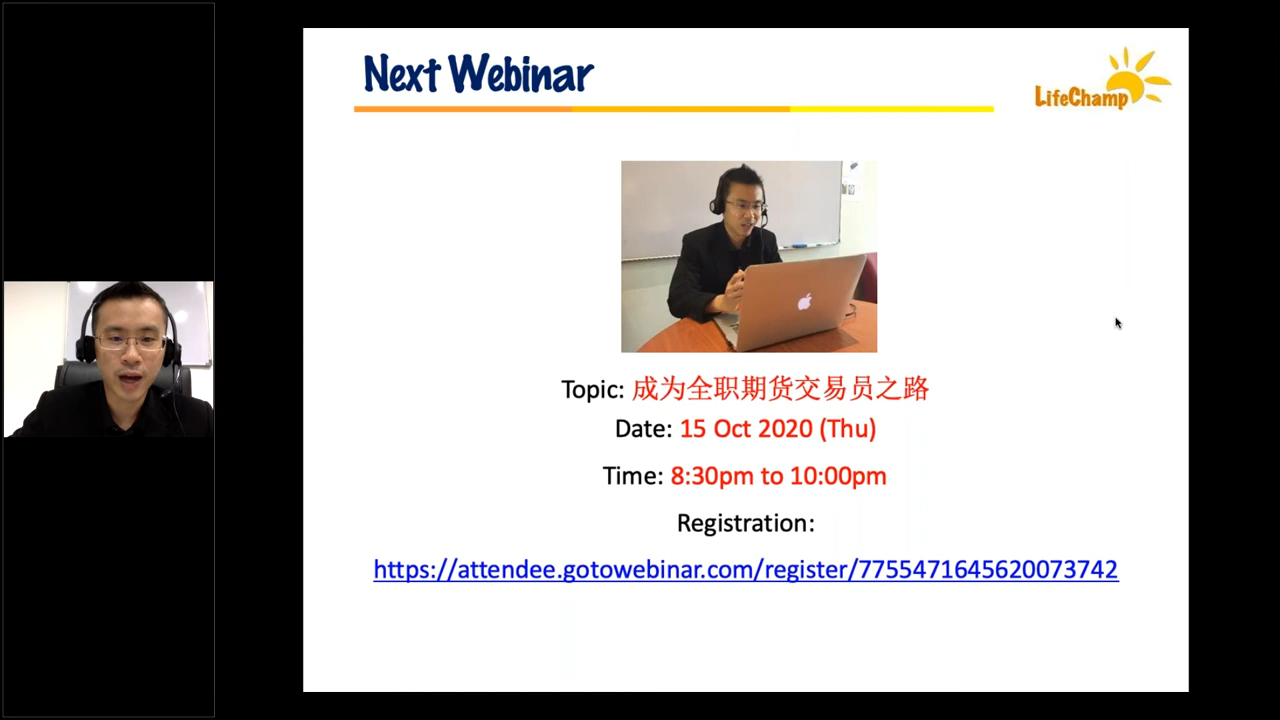 Next Webinar
LifeChamp
Topic: 成为全职期货交易员之路
Date: 15 Oct 2020 (Thu)
Time: 8:30pm to 10:00pm
Registration:
https://attendee.gotowebinar.com/register/7755471645620073742